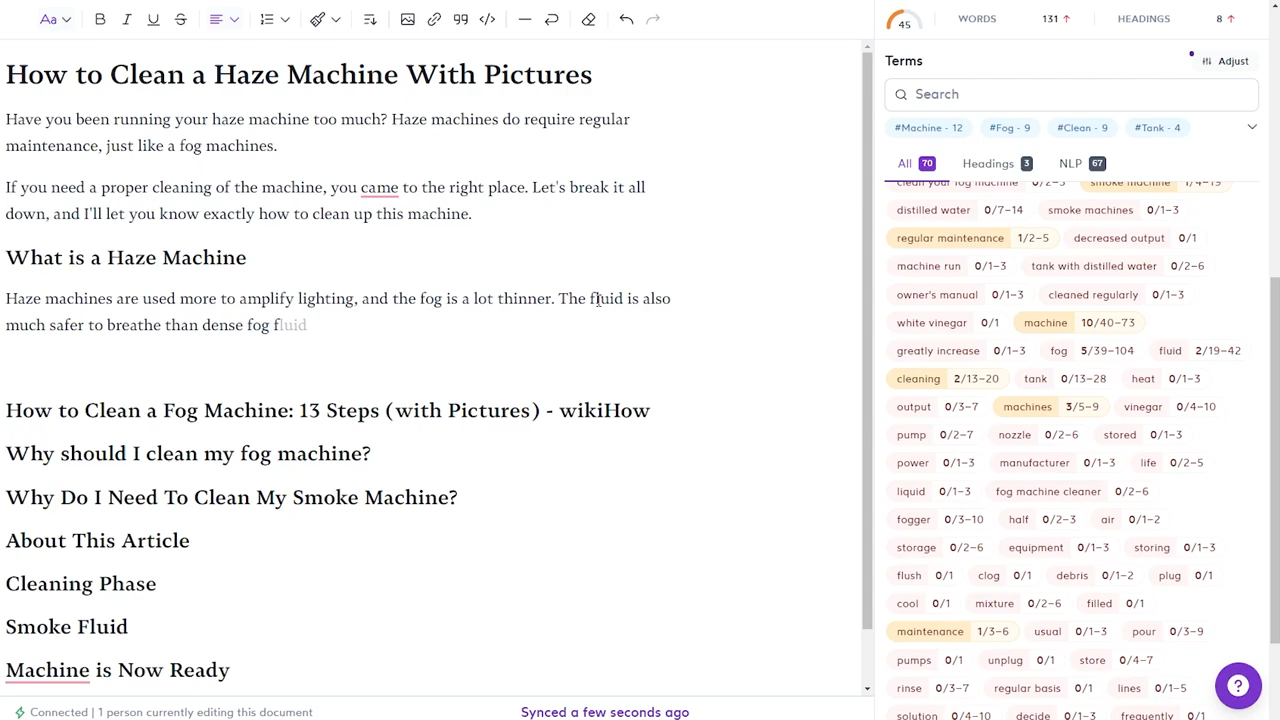 Aa
B I U S
45
WORDS 131 ↑ HEADINGS 8 ↑
How to Clean a Haze Machine With Pictures
Have you been running your haze machine too much? Haze machines do require regular
maintenance, just like a fog machines.
If you need a proper cleaning of the machine, you came to the right place. Let's break it all
down, and I'll let you know exactly how to clean up this machine.
What is a Haze Machine
Haze machines are used more to amplify lighting, and the fog is a lot thinner. The fluid is also
much safer to breathe than dense fog fluid
How to Clean a Fog Machine: 13 Steps (with Pictures) - wikiHow
Why should I clean my fog machine?
Why Do I Need To Clean My Smoke Machine?
About This Article
Cleaning Phase
Smoke Fluid
Machine is Now Ready
Connected | 1 person currently editing this document
Synced a few seconds ago
Terms
Adjust
Search
#Machine - 12 #Fog - 9 #Clean - 9 #Tank - 4
All 70 Headings 3 NLP 67
clean your fog machine 0/2-3 smoke machine 1/4-19
distilled water 0/7-14 smoke machines 0/1-3
regular maintenance 1/2-5 decreased output 0/1
machine run 0/1-3 tank with distilled water 0/2-6
owner's manual 0/1-3 cleaned regularly 0/1-3
white vinegar 0/1 machine 10/40-73
greatly increase 0/1-3 fog 5/39-104 fluid 2/19-42
cleaning 2/13-20 tank 0/13-28 heat 0/1-3
output 0/3-7 machines 3/5-9 vinegar 0/4-10
pump 0/2-7 nozzle 0/2-6 stored 0/1-3
power 0/1-3 manufacturer 0/1-3 life 0/2-5
liquid 0/1-3 fog machine cleaner 0/2-6
fogger 0/3-10 half 0/2-3 air 0/1-2
storage 0/2-6 equipment 0/1-3 storing 0/1-3
flush 0/1 clog 0/1 debris 0/1-2 plug 0/1
cool 0/1 mixture 0/2-6 filled 0/1
maintenance 1/3-6 usual 0/1-3 pour 0/3-9
pumps 0/1 unplug 0/1 store 0/4-7
rinse 0/3-7 regular basis 0/1 lines 0/1-5
solution 0/4-10 decide 0/1-3 frequently 0/1
?